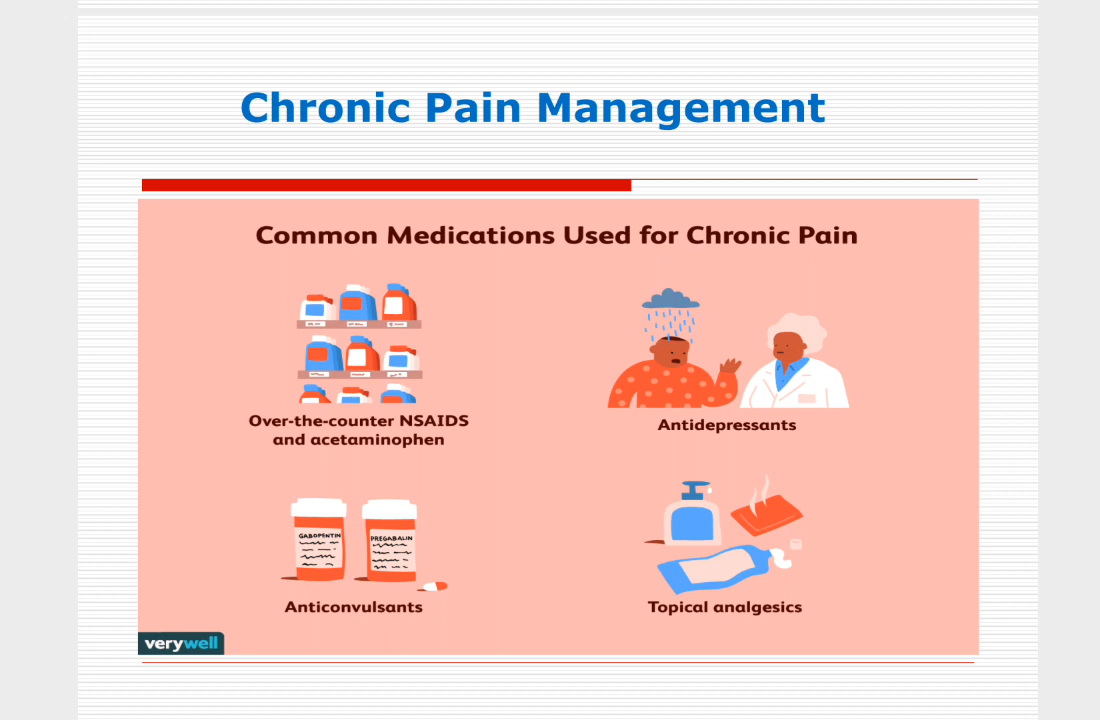 Chronic Pain Management
Common Medications Used for Chronic Pain
Over-the-counter NSAIDS
and acetaminophen
Antidepressants
GABOPENTIN
PREGABALIN
Anticonvulsants
Topical analgesics
verywell